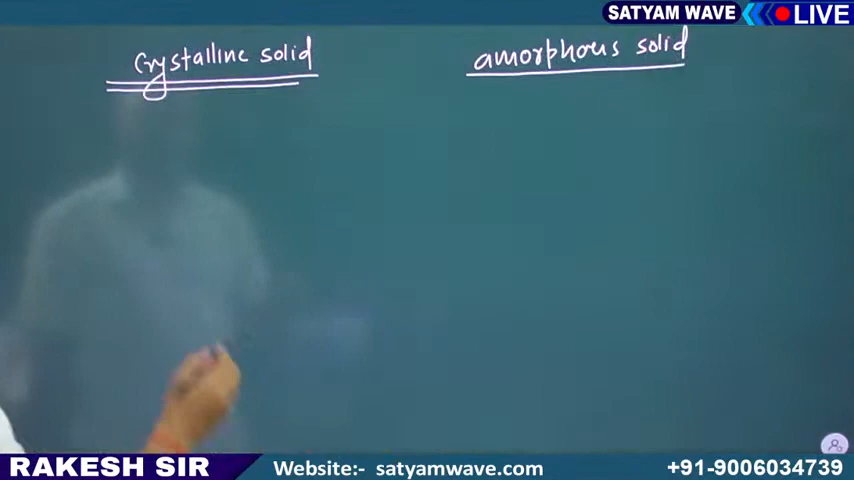 SATYAM WAVE LIVE
Crystalline solid
amorphous solid
RAKESH SIR
Website:- satyamwave.com
+91-9006034739